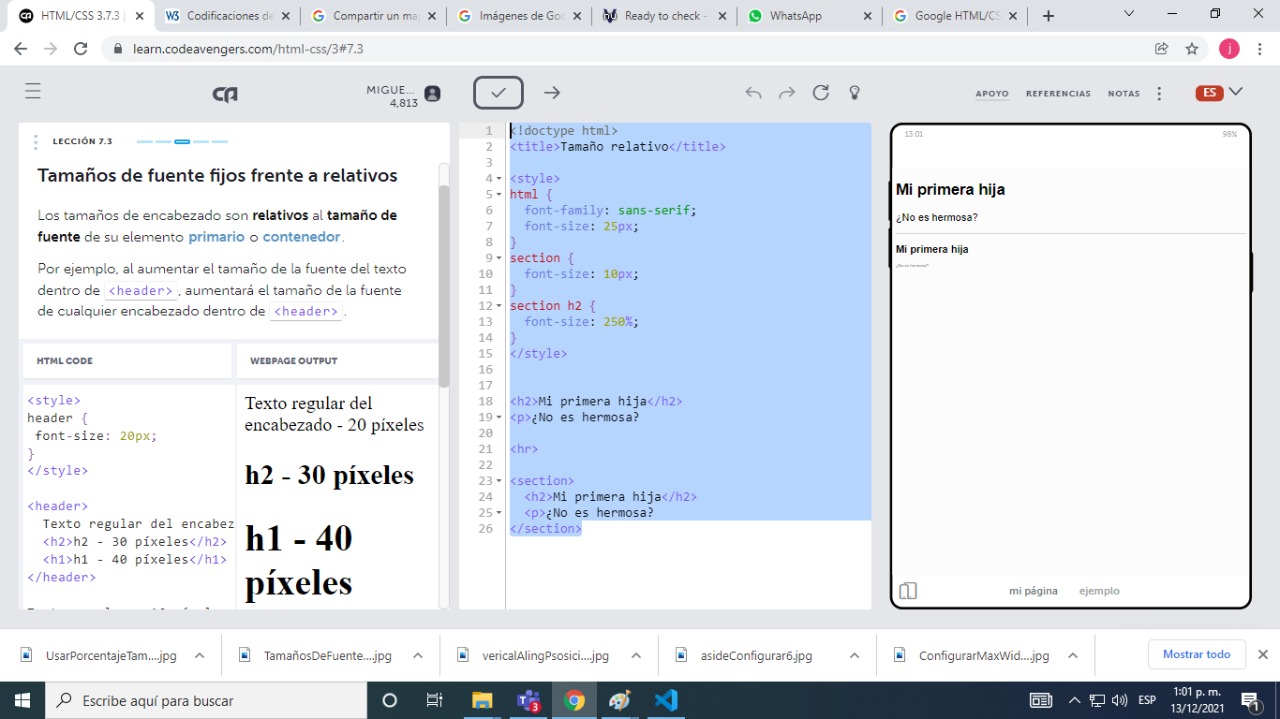 HTML/CSS 3.7.3
Codificaciones de
Compartir un ma
Imágenes de Goo
Ready to check -
WhatsApp
Google HTML/CS
learn.codeavengers.com/html-css/3#7.3
MIGUE...
4,813
APOYO
REFERENCIAS
NOTAS
ES
LECCIÓN 7.3
Tamaños de fuente fijos frente a relativos
Los tamaños de encabezado son relativos al tamaño de
fuente de su elemento primario o contenedor.
Por ejemplo, al aumentar el tamaño de la fuente del texto
dentro de <header>, aumentará el tamaño de la fuente
de cualquier encabezado dentro de <header>.
HTML CODE
WEBPAGE OUTPUT
<style>
header {
font-size: 20px;
}
</style>
<header>
Texto regular del encabez
<h2>h2 - 30 píxeles</h2>
<h1>h1 - 40 píxeles</h1>
</header>
Texto regular del
encabezado - 20 píxeles
h2 - 30 píxeles
h1 - 40
píxeles
1 <!doctype html>
2 <title>Tamaño relativo</title>
3
4 <style>
5 html {
6 font-family: sans-serif;
7 font-size: 25px;
8 }
9 section {
10 font-size: 10px;
11 }
12 section h2 {
13 font-size: 250%;
14 }
15 </style>
16
17
18 <h2>Mi primera hija</h2>
19 <p>¿No es hermosa?
20
21 <hr>
22
23 <section>
24 <h2>Mi primera hija</h2>
25 <p>¿No es hermosa?
26 </section>
13:01
98%
Mi primera hija
¿No es hermosa?
Mi primera hija
¿No es hermosa?
mi página
ejemplo
UsarPorcentajeTam....jpg
TamañosDeFuente....jpg
vericalAlingPsosici....jpg
asideConfigurar6.jpg
ConfigurarMaxWid....jpg
Mostrar todo
Escribe aquí para buscar
3
ESP
1:01 p. m.
13/12/2021
1